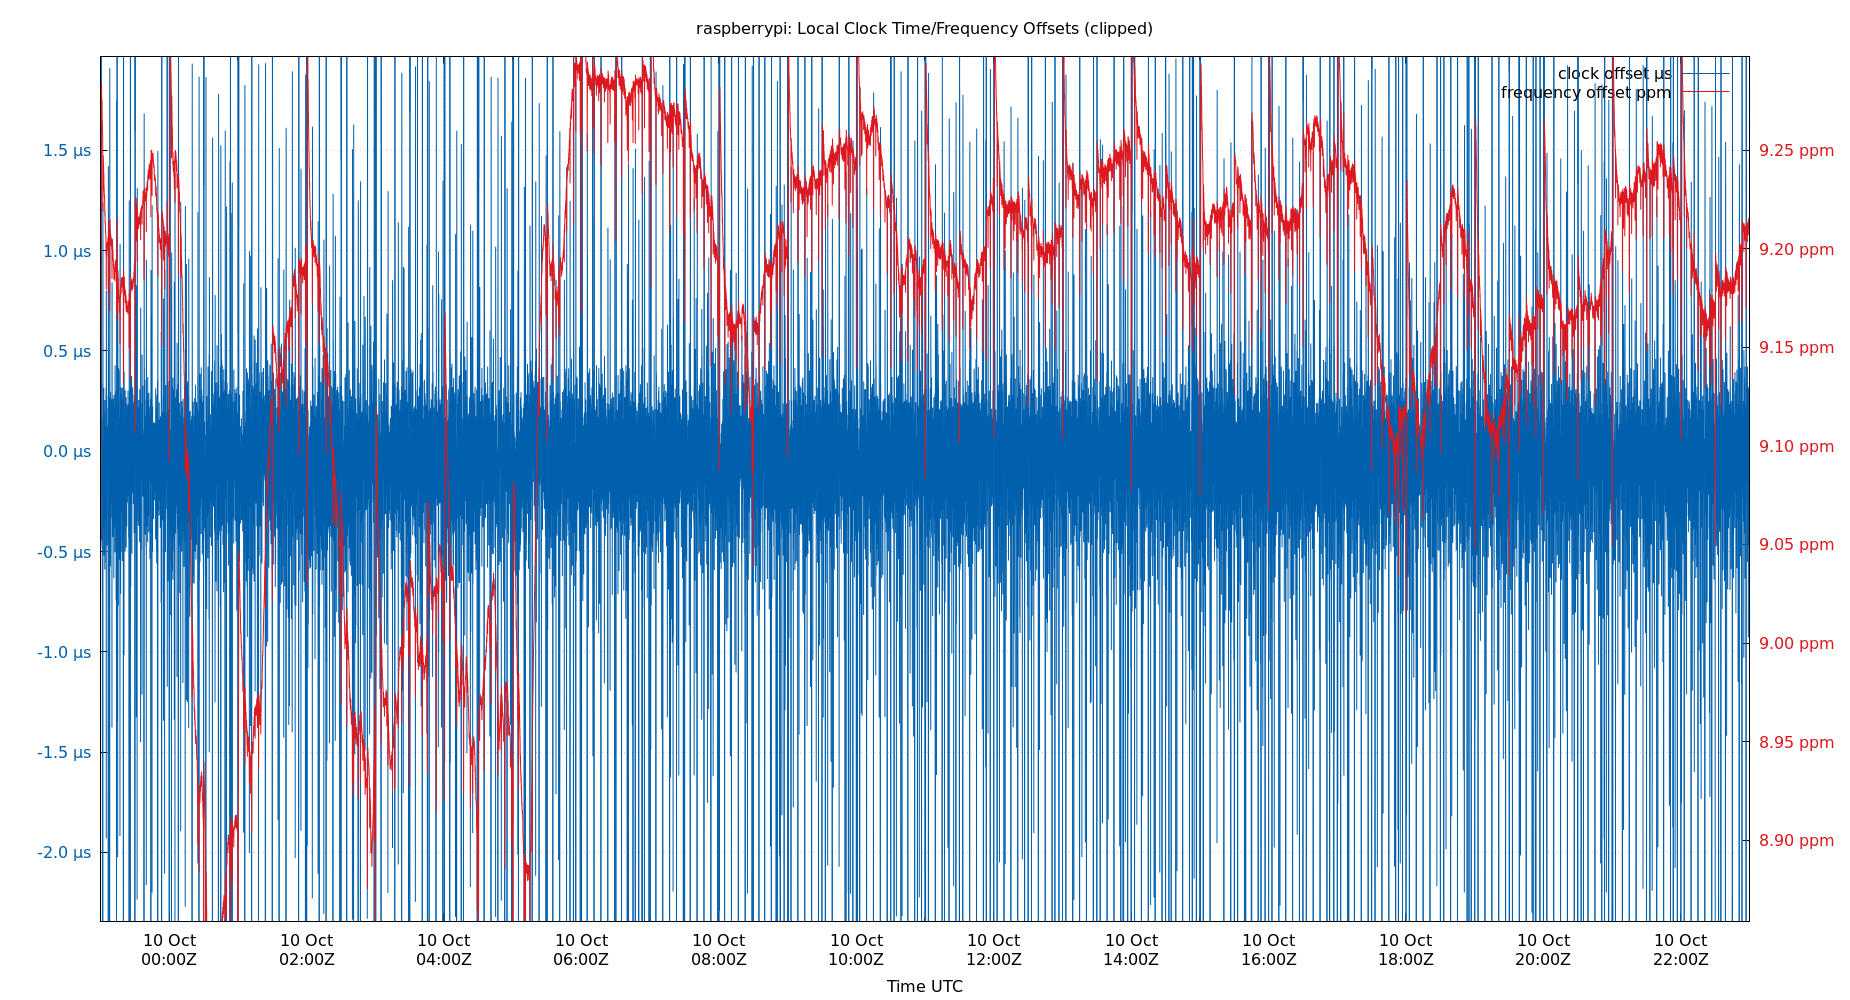 raspberrypi: Local Clock Time/Frequency Offsets (clipped)
clock offset µs
frequency offset ppm
1.5 µs
1.0 µs
0.5 µs
0.0 µs
-0.5 µs
-1.0 µs
-1.5 µs
-2.0 µs
9.25 ppm
9.20 ppm
9.15 ppm
9.10 ppm
9.05 ppm
9.00 ppm
8.95 ppm
8.90 ppm
10 Oct 10 Oct 10 Oct 10 Oct 10 Oct 10 Oct 10 Oct 10 Oct 10 Oct 10 Oct 10 Oct 10 Oct
00:00Z 02:00Z 04:00Z 06:00Z 08:00Z 10:00Z 12:00Z 14:00Z 16:00Z 18:00Z 20:00Z 22:00Z
Time UTC